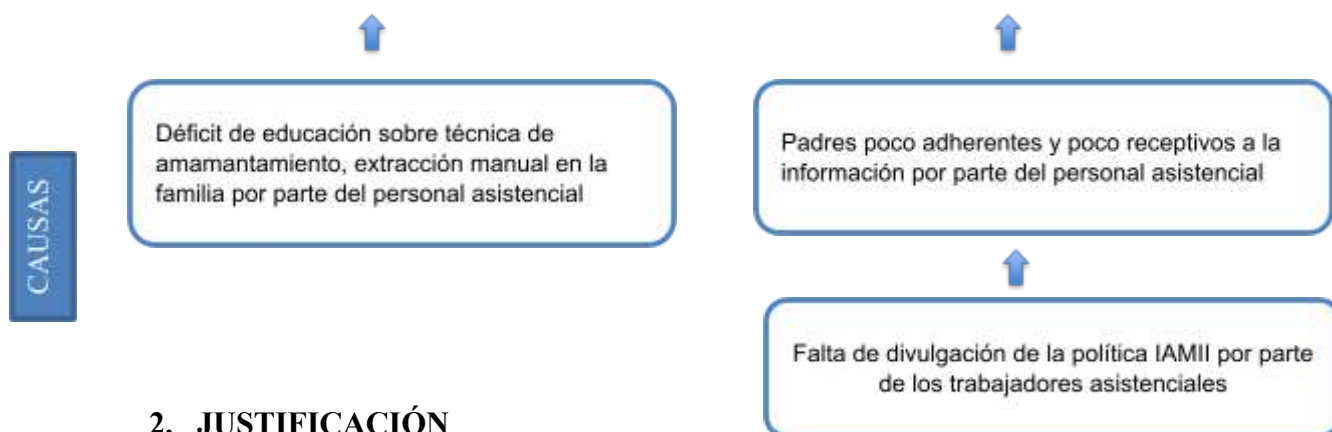 CAUSAS
Déficit de educación sobre técnica de
amamantamiento, extracción manual en la
familia por parte del personal asistencial
Padres poco adherentes y poco receptivos a la
información por parte del personal asistencial
Falta de divulgación de la política IAMII por parte
de los trabajadores asistenciales
2. JUSTIFICACIÓN